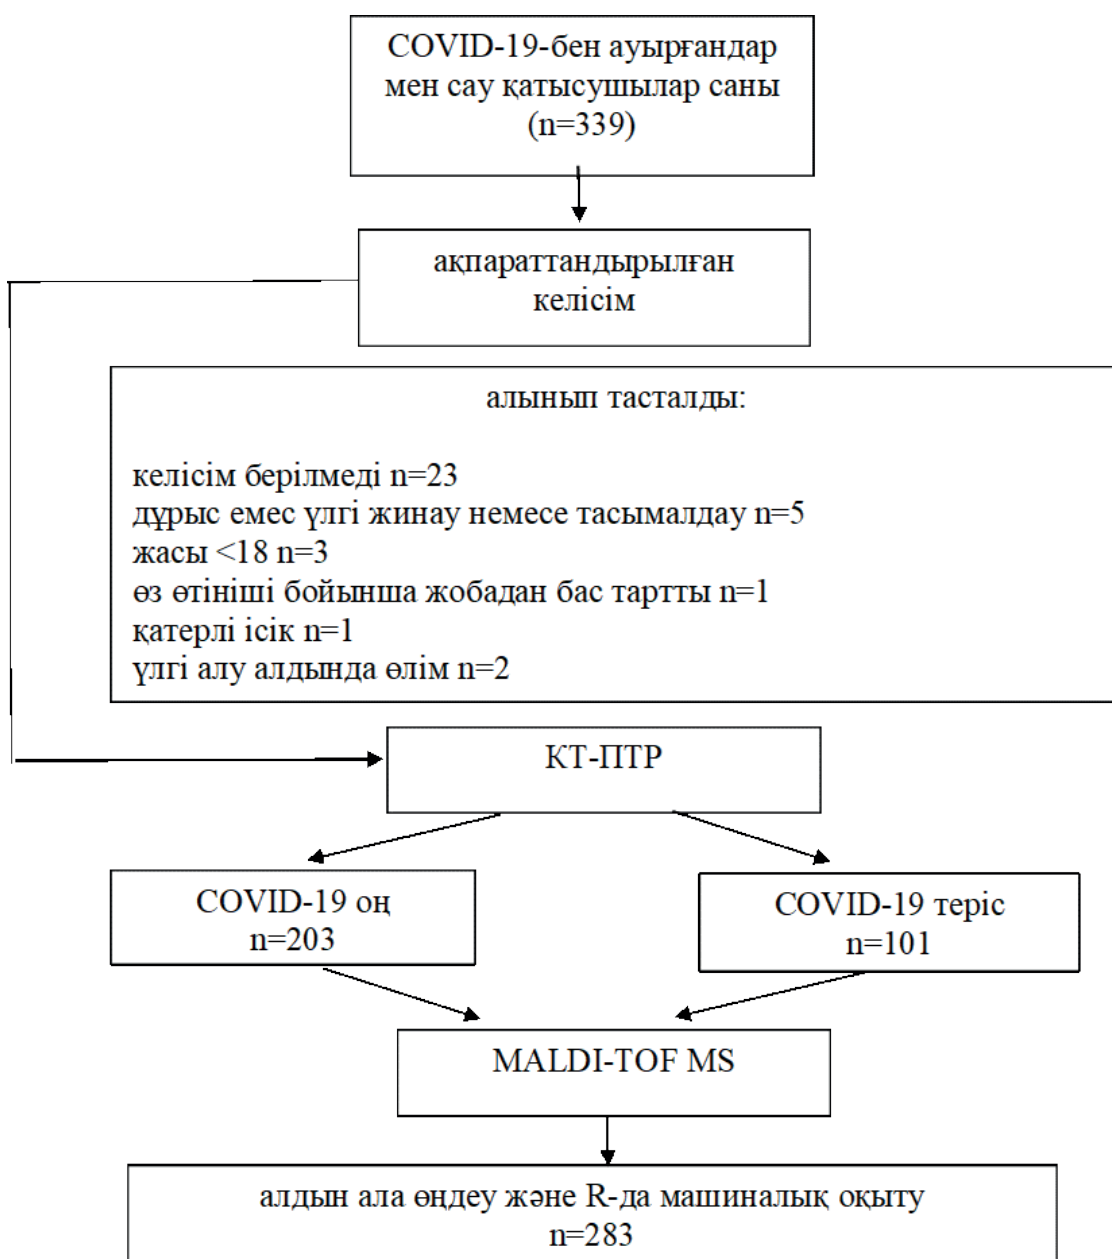 COVID-19-бен ауырғандар
мен сау қатысушылар саны
(n=339)
ақпараттандырылған
келісім
алынып тасталды:
келісім берілмеді n=23
дұрыс емес үлгі жинау немесе тасымалдау n=5
жасы <18 n=3
өз өтініші бойынша жобадан бас тартты n=1
қатерлі ісік n=1
үлгі алу алдында өлім n=2
КТ-ПТР
COVID-19 оң
n=203
COVID-19 теріс
n=101
MALDI-TOF MS
алдын ала өңдеу және R-да машиналық оқыту
n=283